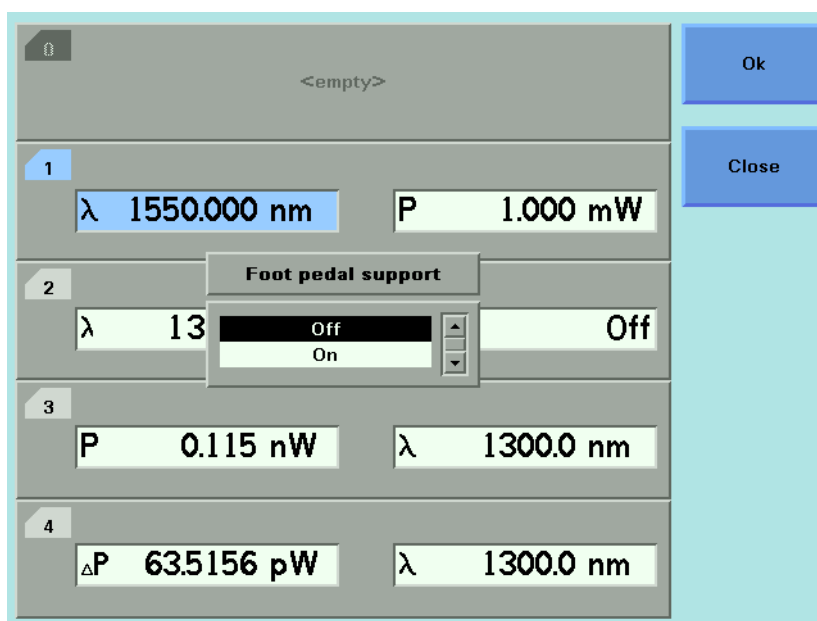 0
<empty>
Ok
1
Close
λ 1550.000 nm P 1.000 mW
Foot pedal support
2
λ 13 Off Off
On
3
P 0.115 nW λ 1300.0 nm
4
△P 63.5156 pW λ 1300.0 nm